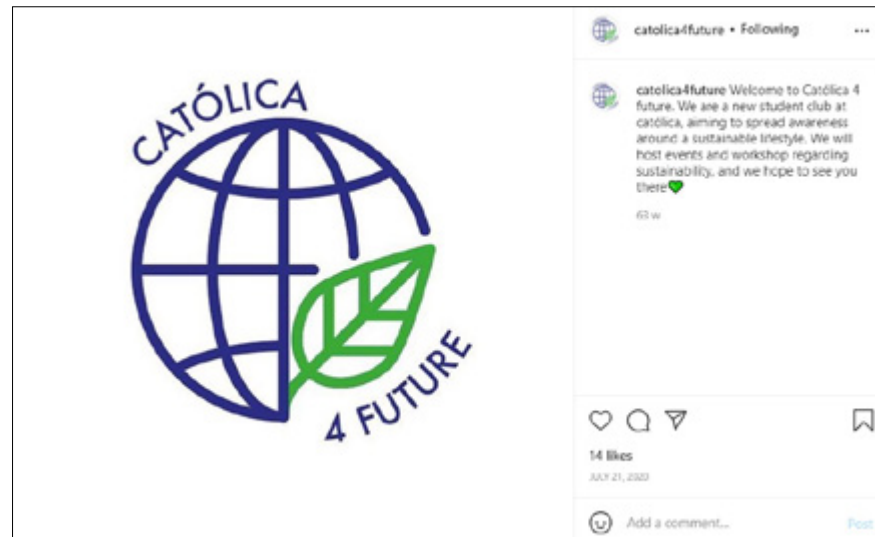 CATÓLICA
4 FUTURE
catolica4future • Following
catolica4future Welcome to Católica 4
future. We are a new student club at
católica, aiming to spread awareness
around a sustainable lifestyle. We will
host events and workshop regarding
sustainability, and we hope to see you
there💚
63 w
14 likes
JULY 21, 2020
Add a comment...
Post